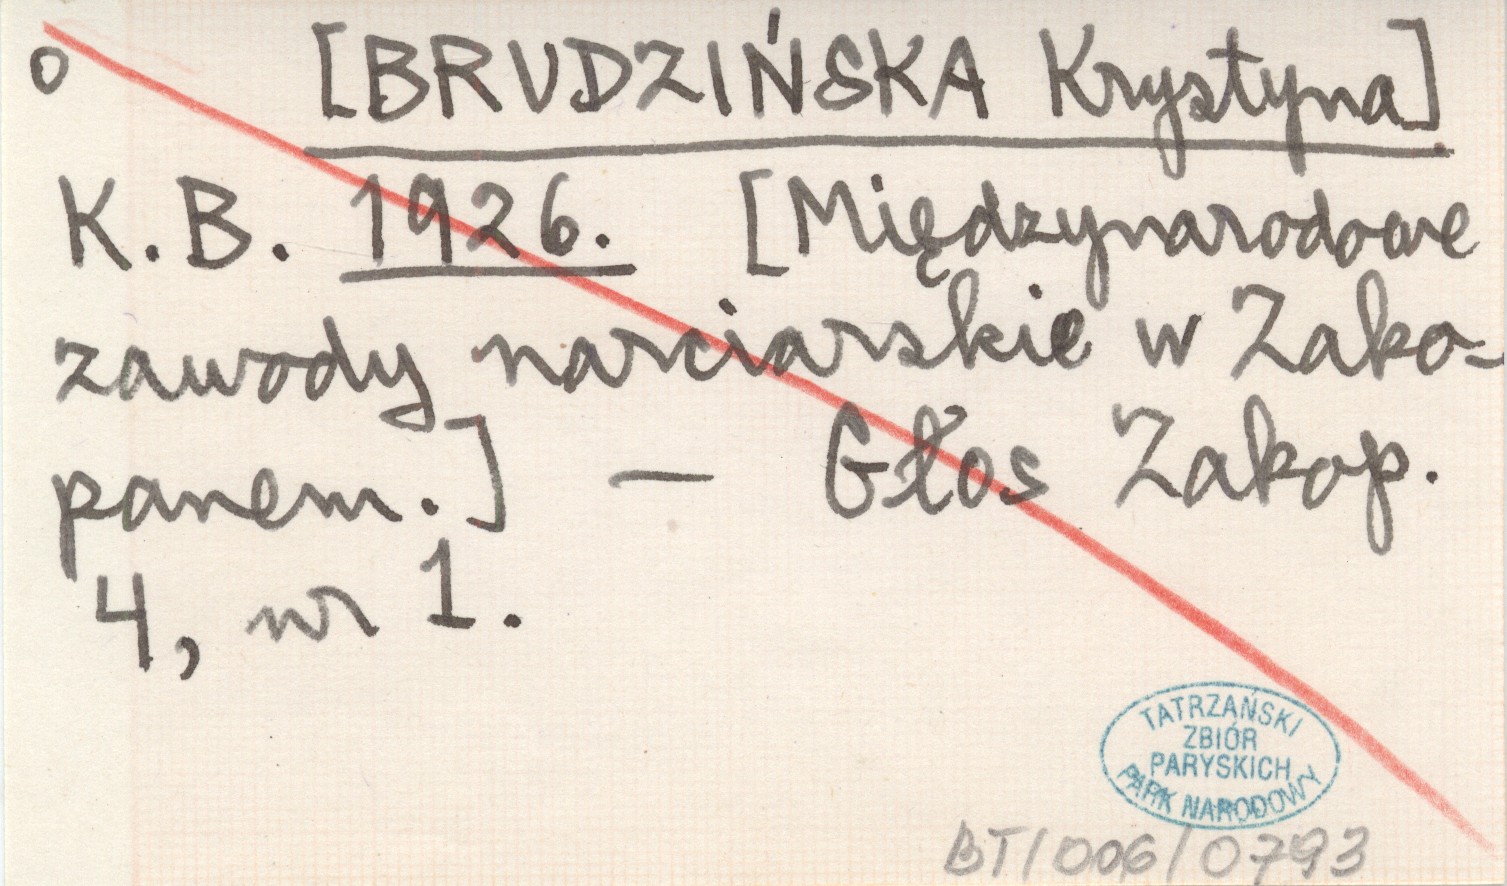 o [BRUDZIŃSKA Krystyna]
K.B. 1926. [Międzynarodowe
zawody narciarskie w Zako-
panem.] — Głos Zakop.
4, nr 1.
TATRZAŃSKI
ZBIÓR
PARYSKICH
PARK NARODOWY
BT/006/0793